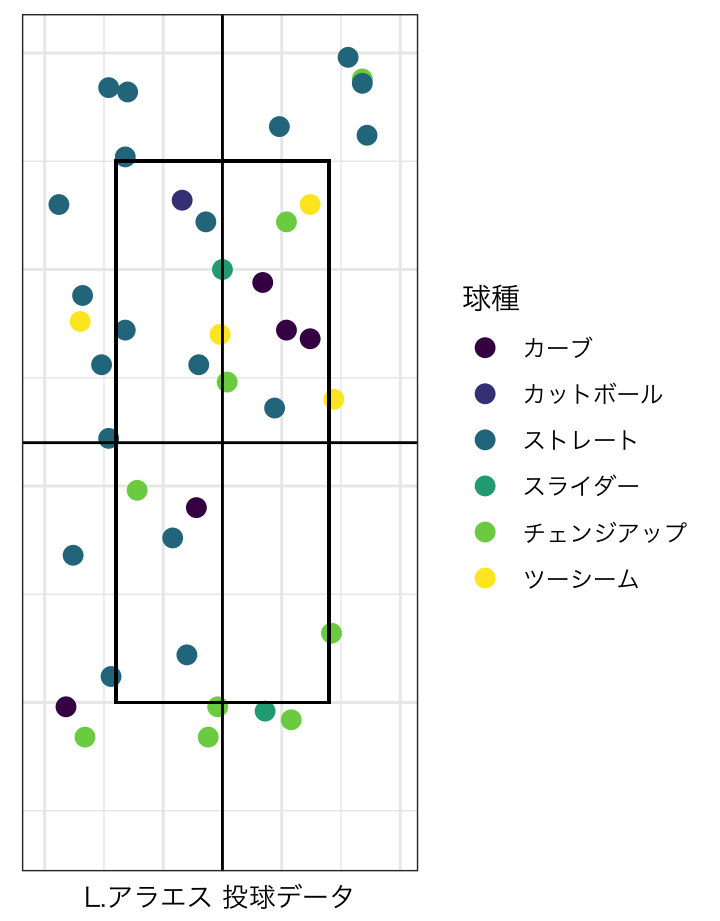 球種
カーブ
カットボール
ストレート
スライダー
チェンジアップ
ツーシーム
L.アラエス 投球データ